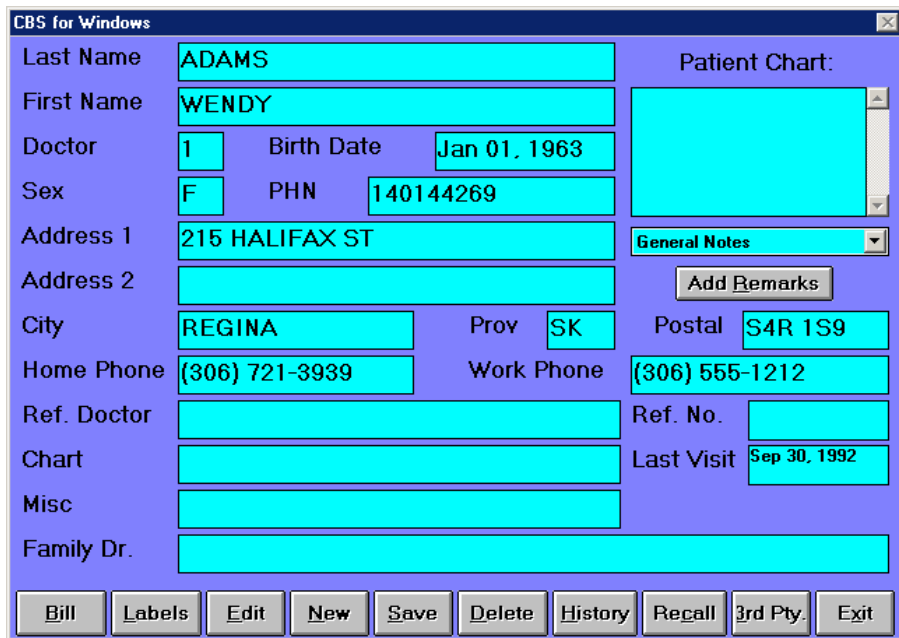 CBS for Windows
Last Name ADAMS Patient Chart:
First Name WENDY
Doctor 1 Birth Date Jan 01, 1963
Sex F PHN 140144269
Address 1 215 HALIFAX ST General Notes
Address 2 Add Remarks
City REGINA Prov SK Postal S4R 1S9
Home Phone (306) 721-3939 Work Phone (306) 555-1212
Ref. Doctor Ref. No.
Chart Last Visit Sep 30, 1992
Misc
Family Dr.
Bill Labels Edit New Save Delete History Recall 3rd Pty. Exit